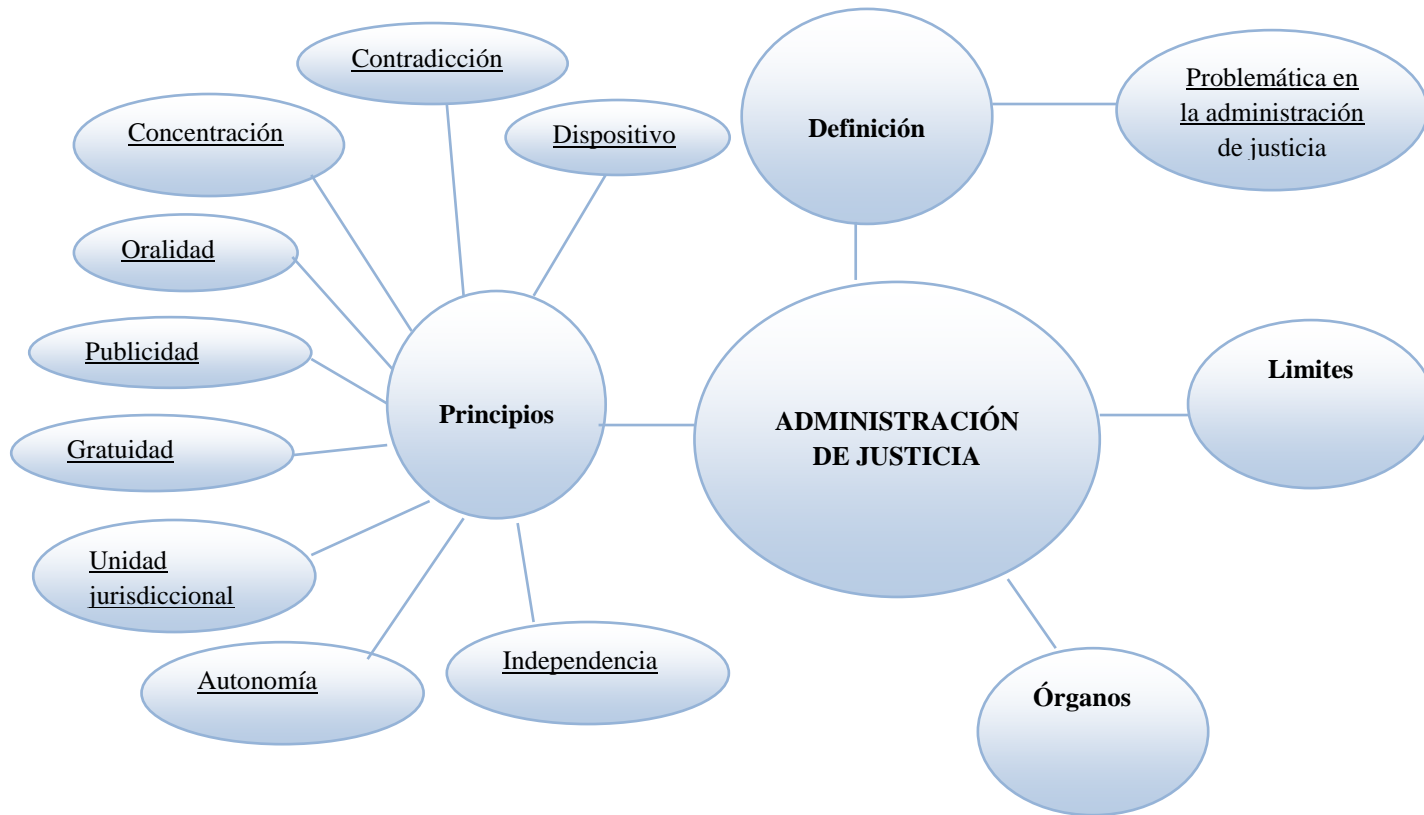 Contradicción
Concentración
Dispositivo
Oralidad
Publicidad
Gratuidad
Unidad
jurisdiccional
Autonomía
Independencia
Principios
Definición
Problemática en
la administración
de justicia
ADMINISTRACIÓN
DE JUSTICIA
Limites
Órganos